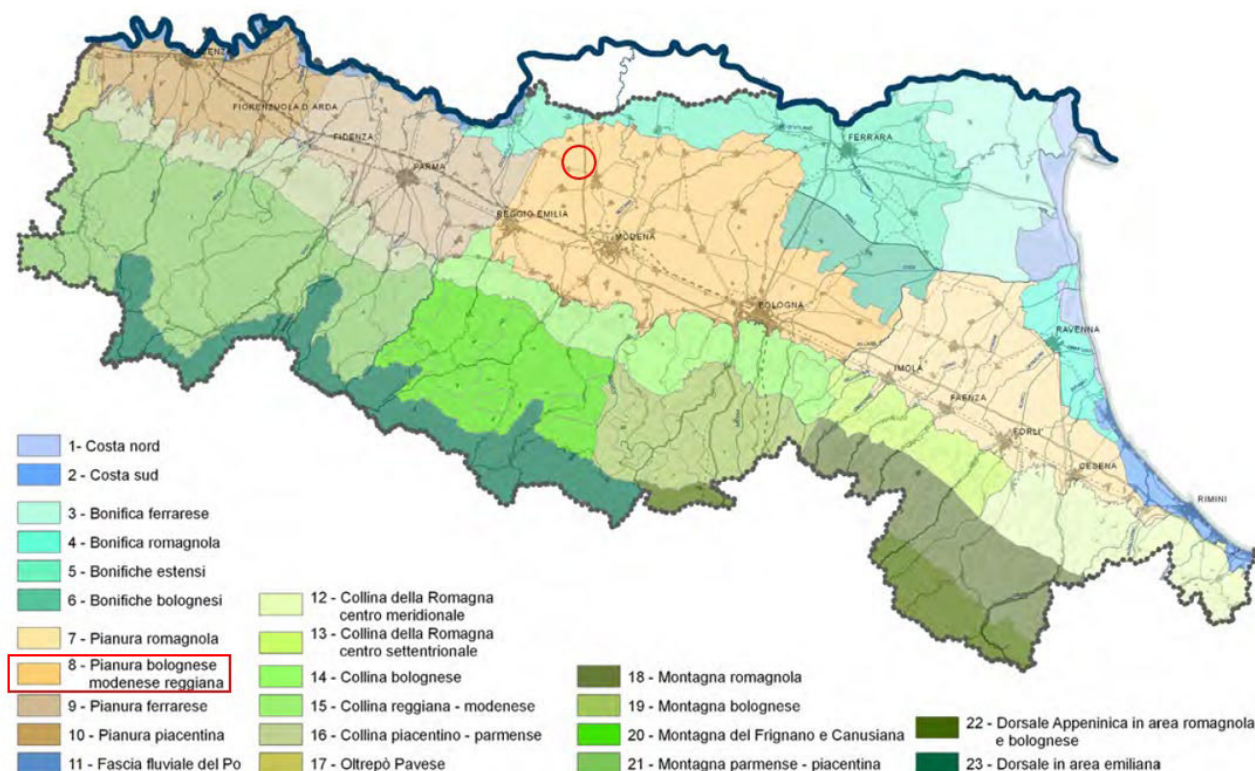 FIORENZUOLA D'ARDA
FIDENZA
PARMA
REGGIO EMILIA
MODENA
BOLOGNA
FERRARA
RAVENNA
IMOLA
FAENZA
FORLI'
CESENA
RIMINI
1- Costa nord
2 - Costa sud
3 - Bonifica ferrarese
4 - Bonifica romagnola
5 - Bonifiche estensi
6 - Bonifiche bolognesi
7 - Pianura romagnola
8 - Pianura bolognese
modenese reggiana
9 - Pianura ferrarese
10 - Pianura piacentina
11 - Fascia fluviale del Po
12 - Collina della Romagna
centro meridionale
13 - Collina della Romagna
centro settentrionale
14 - Collina bolognese
15 - Collina reggiana - modenese
16 - Collina piacentino - parmense
17 - Oltrepò Pavese
18 - Montagna romagnola
19 - Montagna bolognese
20 - Montagna del Frignano e Canusiana
21 - Montagna parmense - piacentina
22 - Dorsale Appeninica in area romagnola
e bolognese
23 - Dorsale in area emiliana